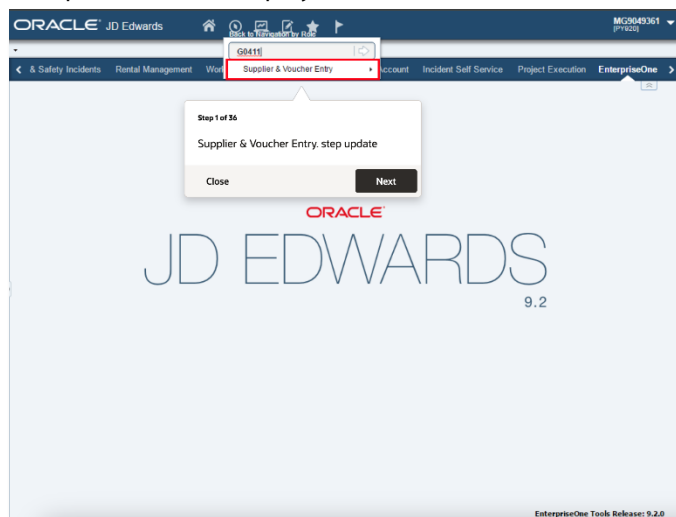 ORACLE JD Edwards
MG9049361
[PY920]
Back to Navigation by Role
G0411
& Safety Incidents Rental Management Supplier & Voucher Entry Incident Self Service Project Execution EnterpriseOne
Step 1 of 36
Supplier & Voucher Entry. step update
Close Next
ORACLE
JD EDWARDS
9.2
EnterpriseOne Tools Release: 9.2.0